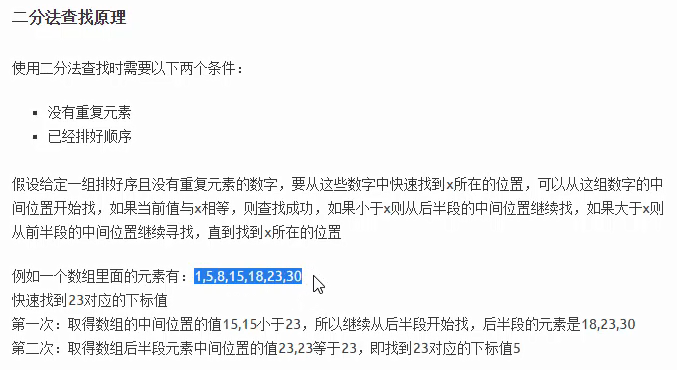 二分法查找原理
使用二分法查找时需要以下两个条件：
▪ 没有重复元素
▪ 已经排好顺序
假设给定一组排好序且没有重复元素的数字，要从这些数字中快速找到x所在的位置，可以从这组数字的中
间位置开始找，如果当前值与x相等，则查找成功，如果小于x则从后半段的中间位置继续找，如果大于x则
从前半段的中间位置继续寻找，直到找到x所在的位置
例如一个数组里面的元素有：1,5,8,15,18,23,30
快速找到23对应的下标值
第一次：取得数组的中间位置的值15,15小于23，所以继续从后半段开始找，后半段的元素是18,23,30
第二次：取得数组后半段元素中间位置的值23,23等于23，即找到23对应的下标值5